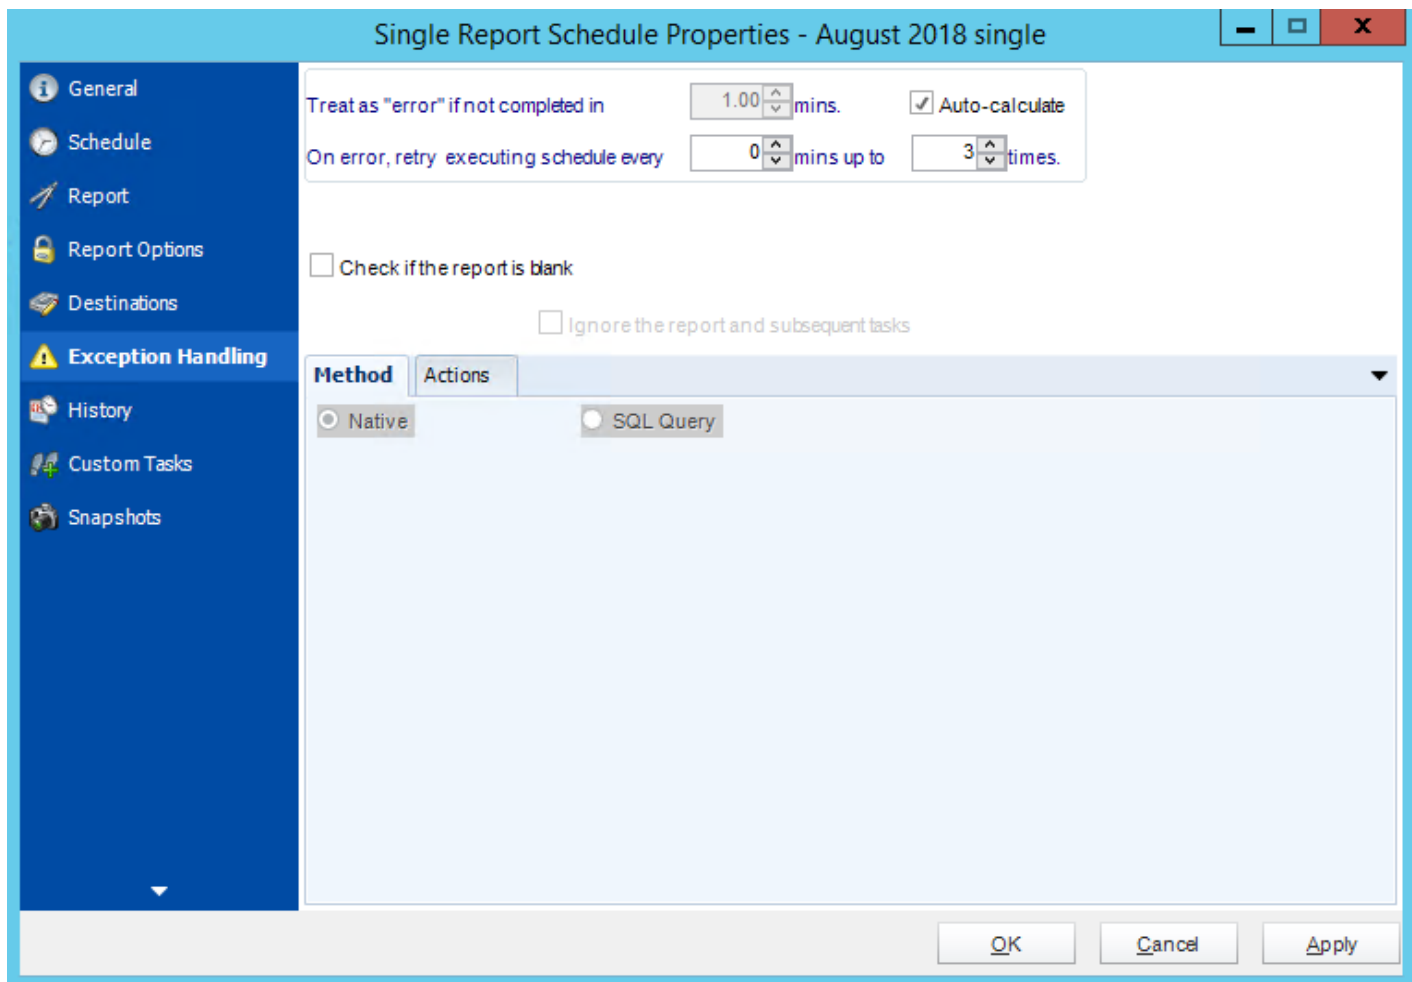 Single Report Schedule Properties - August 2018 single
General
Schedule
Report
Report Options
Destinations
Exception Handling
History
Custom Tasks
Snapshots
Treat as "error" if not completed in 1.00 mins. Auto-calculate
On error, retry executing schedule every 0 mins up to 3 times.
Check if the report is blank
Ignore the report and subsequent tasks
Method Actions
Native SQL Query
OK Cancel Apply